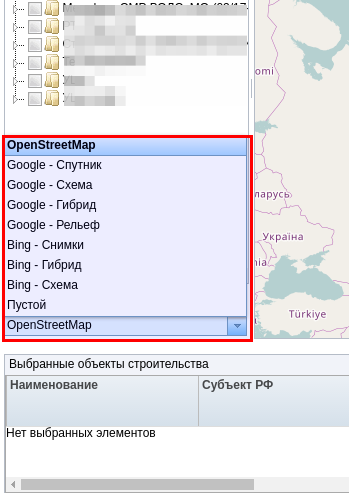 omi
OpenStreetMap
Google - Спутник
Google - Схема
Google - Гибрид
Google - Рельеф
Bing - Снимки
Bing - Гибрид
Bing - Схема
Пустой
OpenStreetMap
ларусь
Україна
nia
Türkiye
Выбранные объекты строительства
Наименование
Субъект РФ
Нет выбранных элементов